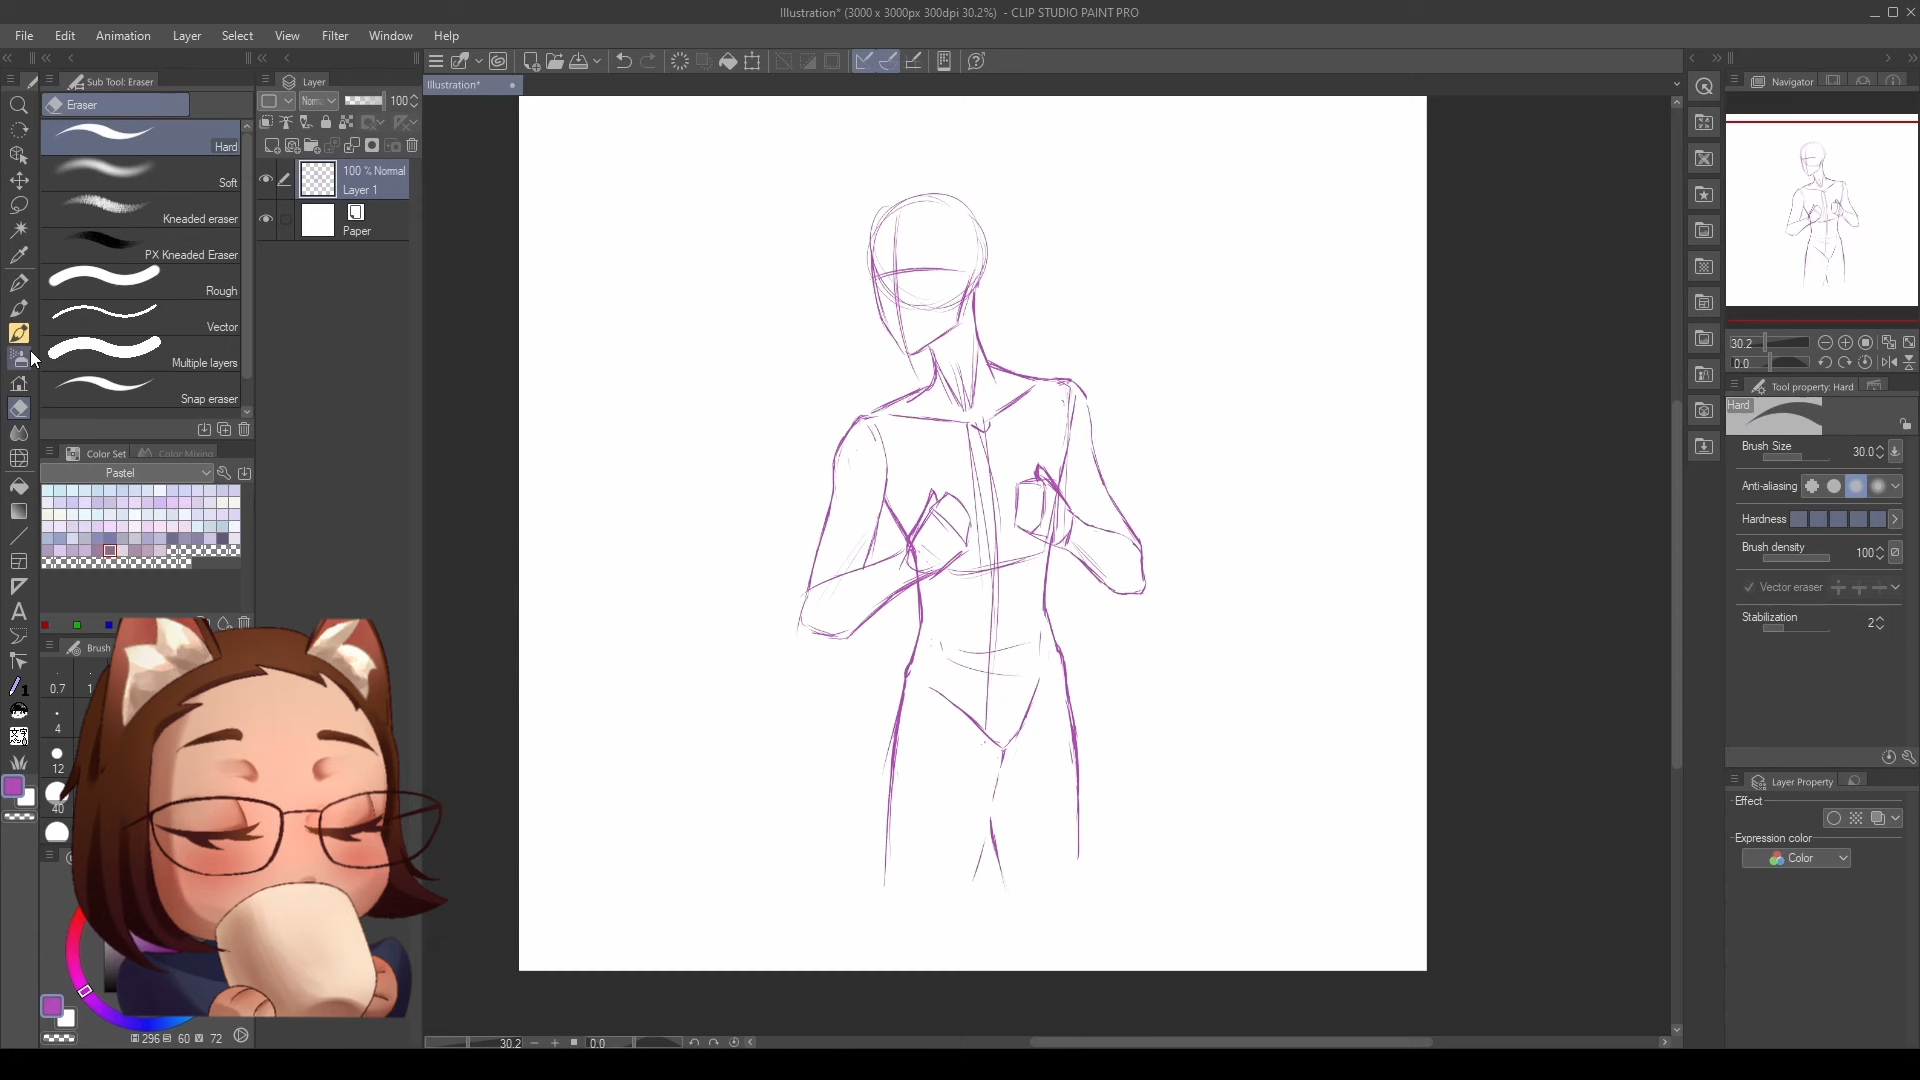 Illustration* (3000 x 3000px 300dpi 30.2%) - CLIP STUDIO PAINT PRO
File Edit Animation Layer Select View Filter Window Help
Sub Tool: Eraser
Layer
Illustration*
Navigator
Eraser
Norm
100
Hard
Soft
Kneaded eraser
PX Kneaded Eraser
Rough
Vector
Multiple layers
Snap eraser
100 % Normal
Layer 1
Paper
Color Set
Color Mixing
Pastel
Brush
0.7
4
12
40
296 60 72
30.2
0.0
30.2
0.0
Tool property: Hard
Hard
Brush Size 30.0
Anti-aliasing
Hardness
Brush density 100
Vector eraser
Stabilization 2
Layer Property
Effect
Expression color
Color